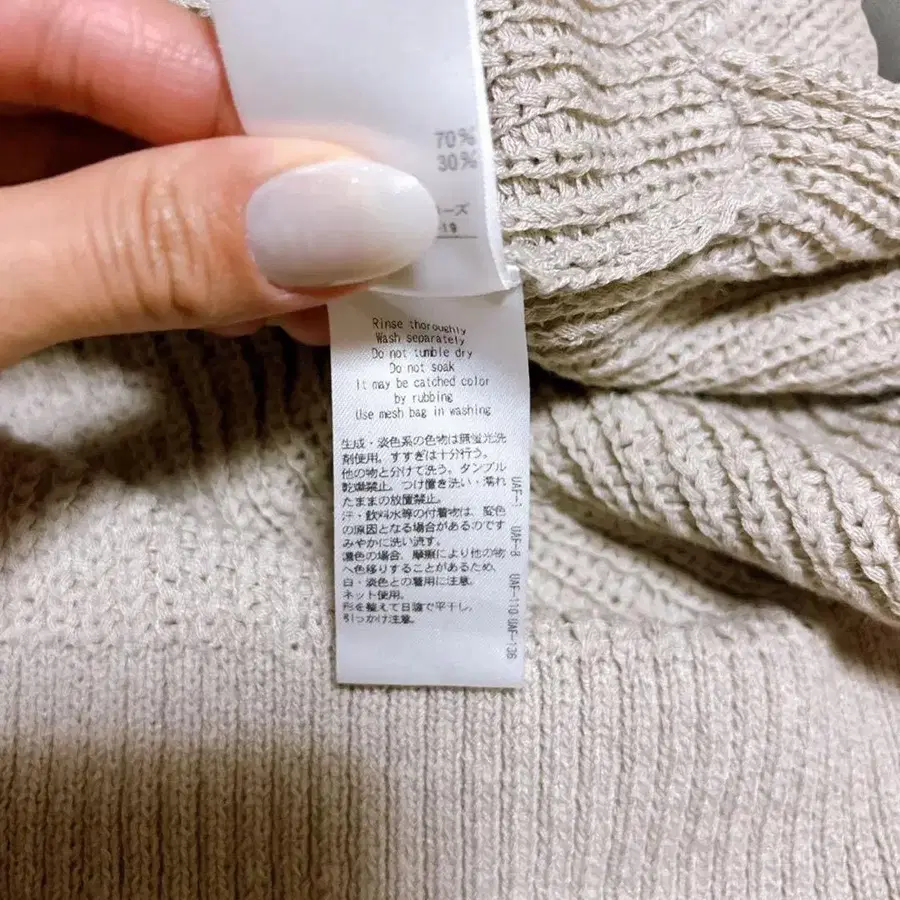 70%
30%
ーズ
-19
Rinse thoroughly
Wash separately
Do not tumble dry
Do not soak
It may be catched color
by rubbing
Use mesh bag in washing
生成・淡色系の色物は無蛍光洗
剤使用。すすぎは十分行う。
他の物と分けて洗う。タンブル
乾燥禁止。つけ置き洗い・濡れ
たままの放置禁止。
汗・飲料水等の付着物は、変色
の原因となる場合があるのです
みやかに洗い流す。
濃色の場合、摩擦により他の物
へ色移りすることがあるため、
白・淡色との着用に注意。
ネット使用。
形を整えて日陰で平干し。
引っかけ注意。
UAF-1 UAF-8 UAF-110 UAF-136